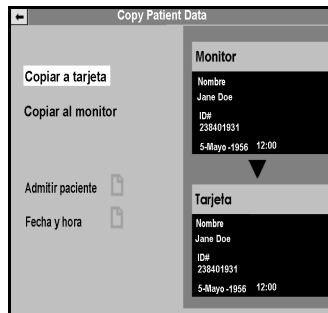 Copy Patient Data
Copiar a tarjeta
Copiar al monitor
Admitir paciente
Fecha y hora
Monitor
Nombre
Jane Doe
ID#
238401931
5-Mayo -1956 12:00
Tarjeta
Nombre
Jane Doe
ID#
238401931
5-Mayo -1956 12:00